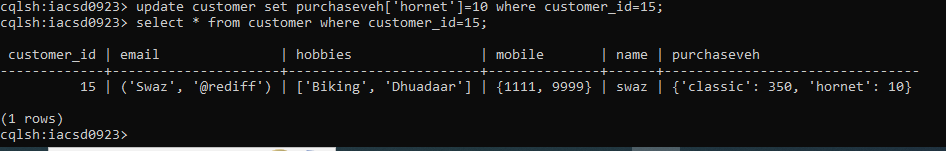 cqlsh:iacsd0923> update customer set purchaseveh['hornet']=10 where customer_id=15;
cqlsh:iacsd0923> select * from customer where customer_id=15;
 customer_id | email               | hobbies                | mobile       | name | purchaseveh
-------------+---------------------+------------------------+--------------+------+--------------------------------
          15 | ('Swaz', '@rediff') | ['Biking', 'Dhuadaar'] | {1111, 9999} | swaz | {'classic': 350, 'hornet': 10}
(1 rows)
cqlsh:iacsd0923>